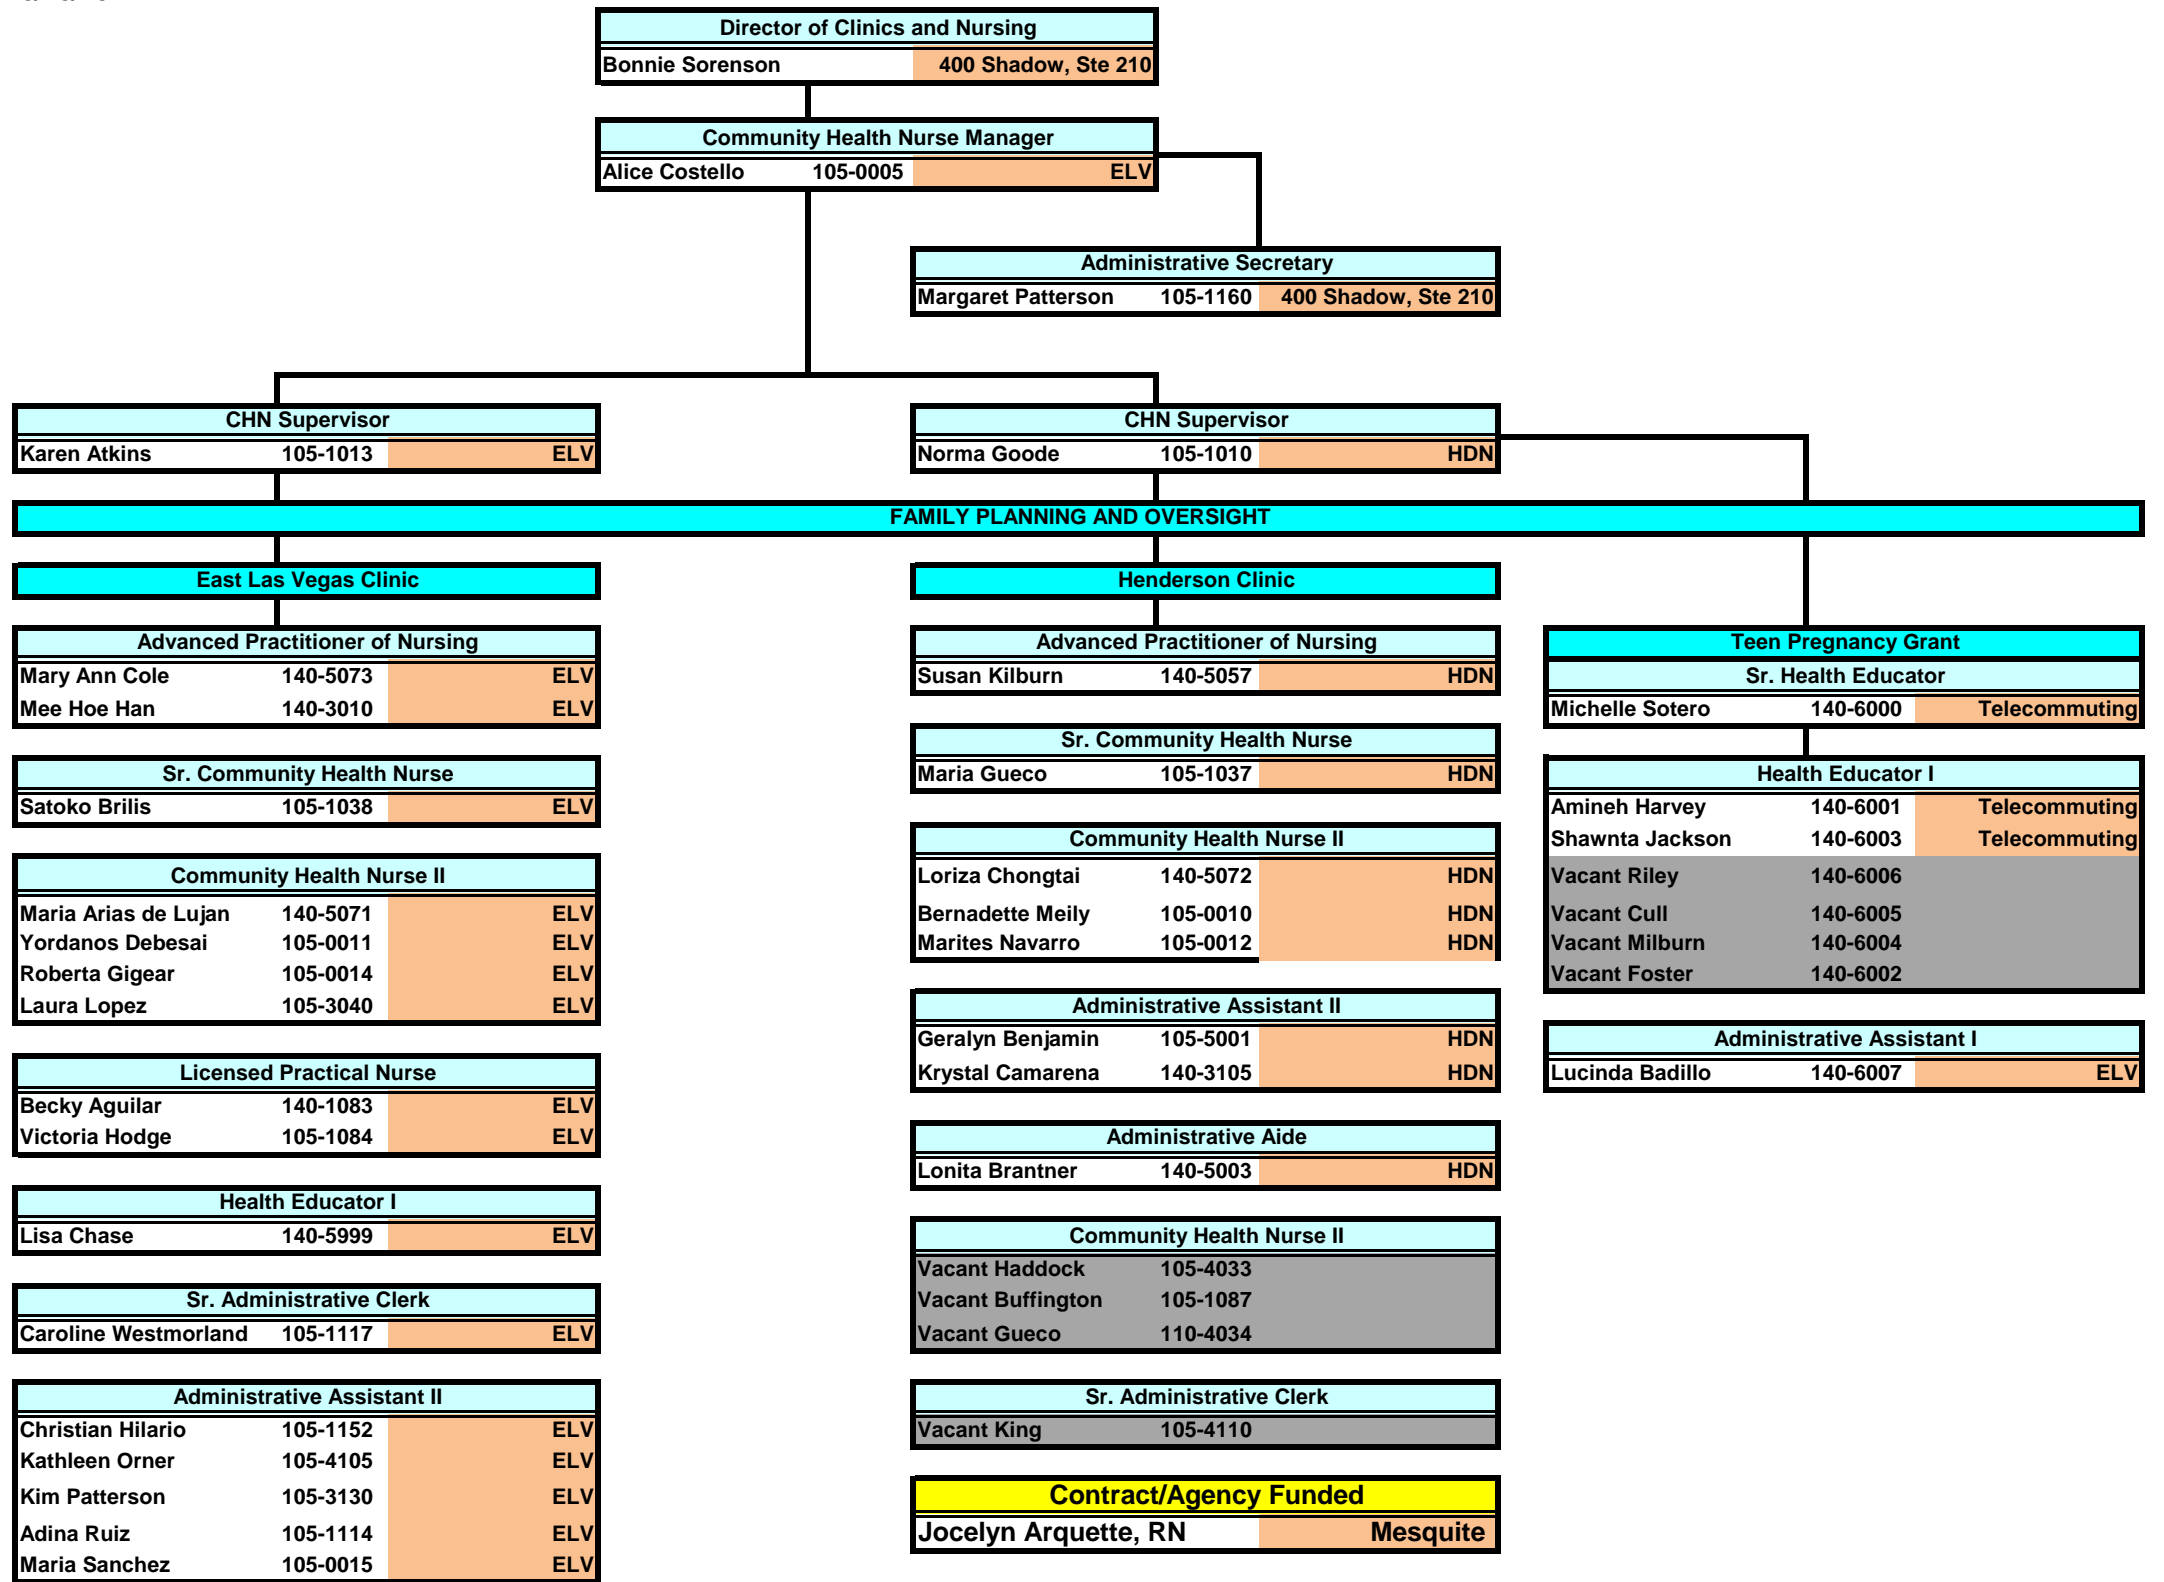 Director of Clinics and Nursing
Bonnie Sorenson 400 Shadow, Ste 210
Community Health Nurse Manager
Alice Costello 105-0005 ELV
Administrative Secretary
Margaret Patterson 105-1160 400 Shadow, Ste 210
CHN Supervisor
Karen Atkins 105-1013 ELV
CHN Supervisor
Norma Goode 105-1010 HDN
FAMILY PLANNING AND OVERSIGHT
East Las Vegas Clinic
Advanced Practitioner of Nursing
Mary Ann Cole 140-5073 ELV
Mee Hoe Han 140-3010 ELV
Sr. Community Health Nurse
Satoko Brilis 105-1038 ELV
Community Health Nurse II
Maria Arias de Lujan 140-5071 ELV
Yordanos Debesai 105-0011 ELV
Roberta Gigear 105-0014 ELV
Laura Lopez 105-3040 ELV
Licensed Practical Nurse
Becky Aguilar 140-1083 ELV
Victoria Hodge 105-1084 ELV
Health Educator I
Lisa Chase 140-5999 ELV
Sr. Administrative Clerk
Caroline Westmorland 105-1117 ELV
Administrative Assistant II
Christian Hilario 105-1152 ELV
Kathleen Orner 105-4105 ELV
Kim Patterson 105-3130 ELV
Adina Ruiz 105-1114 ELV
Maria Sanchez 105-0015 ELV
Henderson Clinic
Advanced Practitioner of Nursing
Susan Kilburn 140-5057 HDN
Sr. Community Health Nurse
Maria Gueco 105-1037 HDN
Community Health Nurse II
Loriza Chongtai 140-5072 HDN
Bernadette Meily 105-0010 HDN
Marites Navarro 105-0012 HDN
Administrative Assistant II
Geralyn Benjamin 105-5001 HDN
Krystal Camarena 140-3105 HDN
Administrative Aide
Lonita Brantner 140-5003 HDN
Community Health Nurse II
Vacant Haddock 105-4033
Vacant Buffington 105-1087
Vacant Gueco 110-4034
Sr. Administrative Clerk
Vacant King 105-4110
Contract/Agency Funded
Jocelyn Arquette, RN Mesquite
Teen Pregnancy Grant
Sr. Health Educator
Michelle Sotero 140-6000 Telecommuting
Health Educator I
Amineh Harvey 140-6001 Telecommuting
Shawnta Jackson 140-6003 Telecommuting
Vacant Riley 140-6006
Vacant Cull 140-6005
Vacant Milburn 140-6004
Vacant Foster 140-6002
Administrative Assistant I
Lucinda Badillo 140-6007 ELV